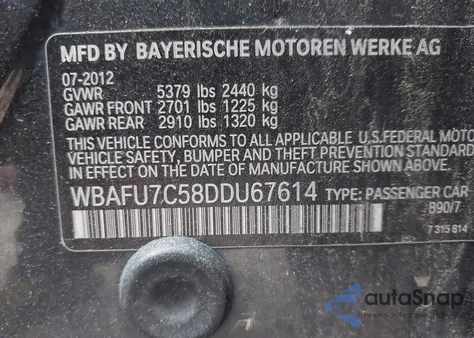 MFD BY BAYERISCHE MOTOREN WERKE AG
07-2012
GVWR 5379 lbs 2440 kg
GAWR FRONT 2701 lbs 1225 kg
GAWR REAR 2910 lbs 1320 kg
THIS VEHICLE CONFORMS TO ALL APPLICABLE U.S.FEDERAL MOTO
VEHICLE SAFETY, BUMPER AND THEFT PREVENTION STANDARDS
IN EFFECT ON THE DATE OF MANUFACTURE SHOWN ABOVE.
WBAFU7C58DDU67614 TYPE: PASSENGER CAR
890/7
7 315 814
autoSnap